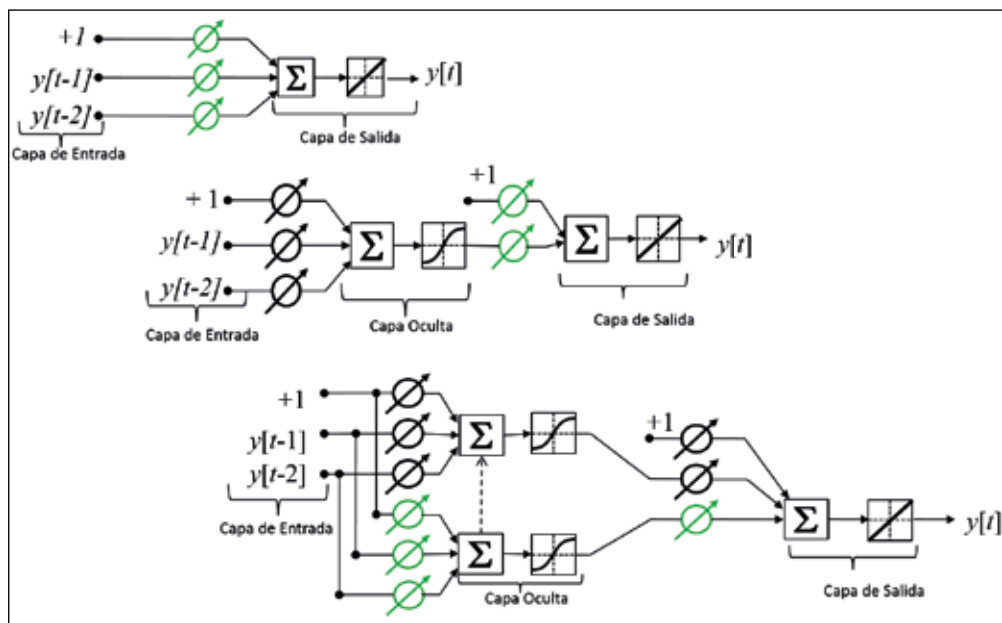 +1
y[t-1]
y[t-2]
Σ
y[t]
Capa de Entrada
Capa de Salida
+1
y[t-1]
y[t-2]
Σ
+1
Σ
y[t]
Capa de Entrada
Capa Oculta
Capa de Salida
+1
y[t-1]
y[t-2]
Σ
+1
Capa de Entrada
Σ
Σ
y[t]
Capa Oculta
Capa de Salida